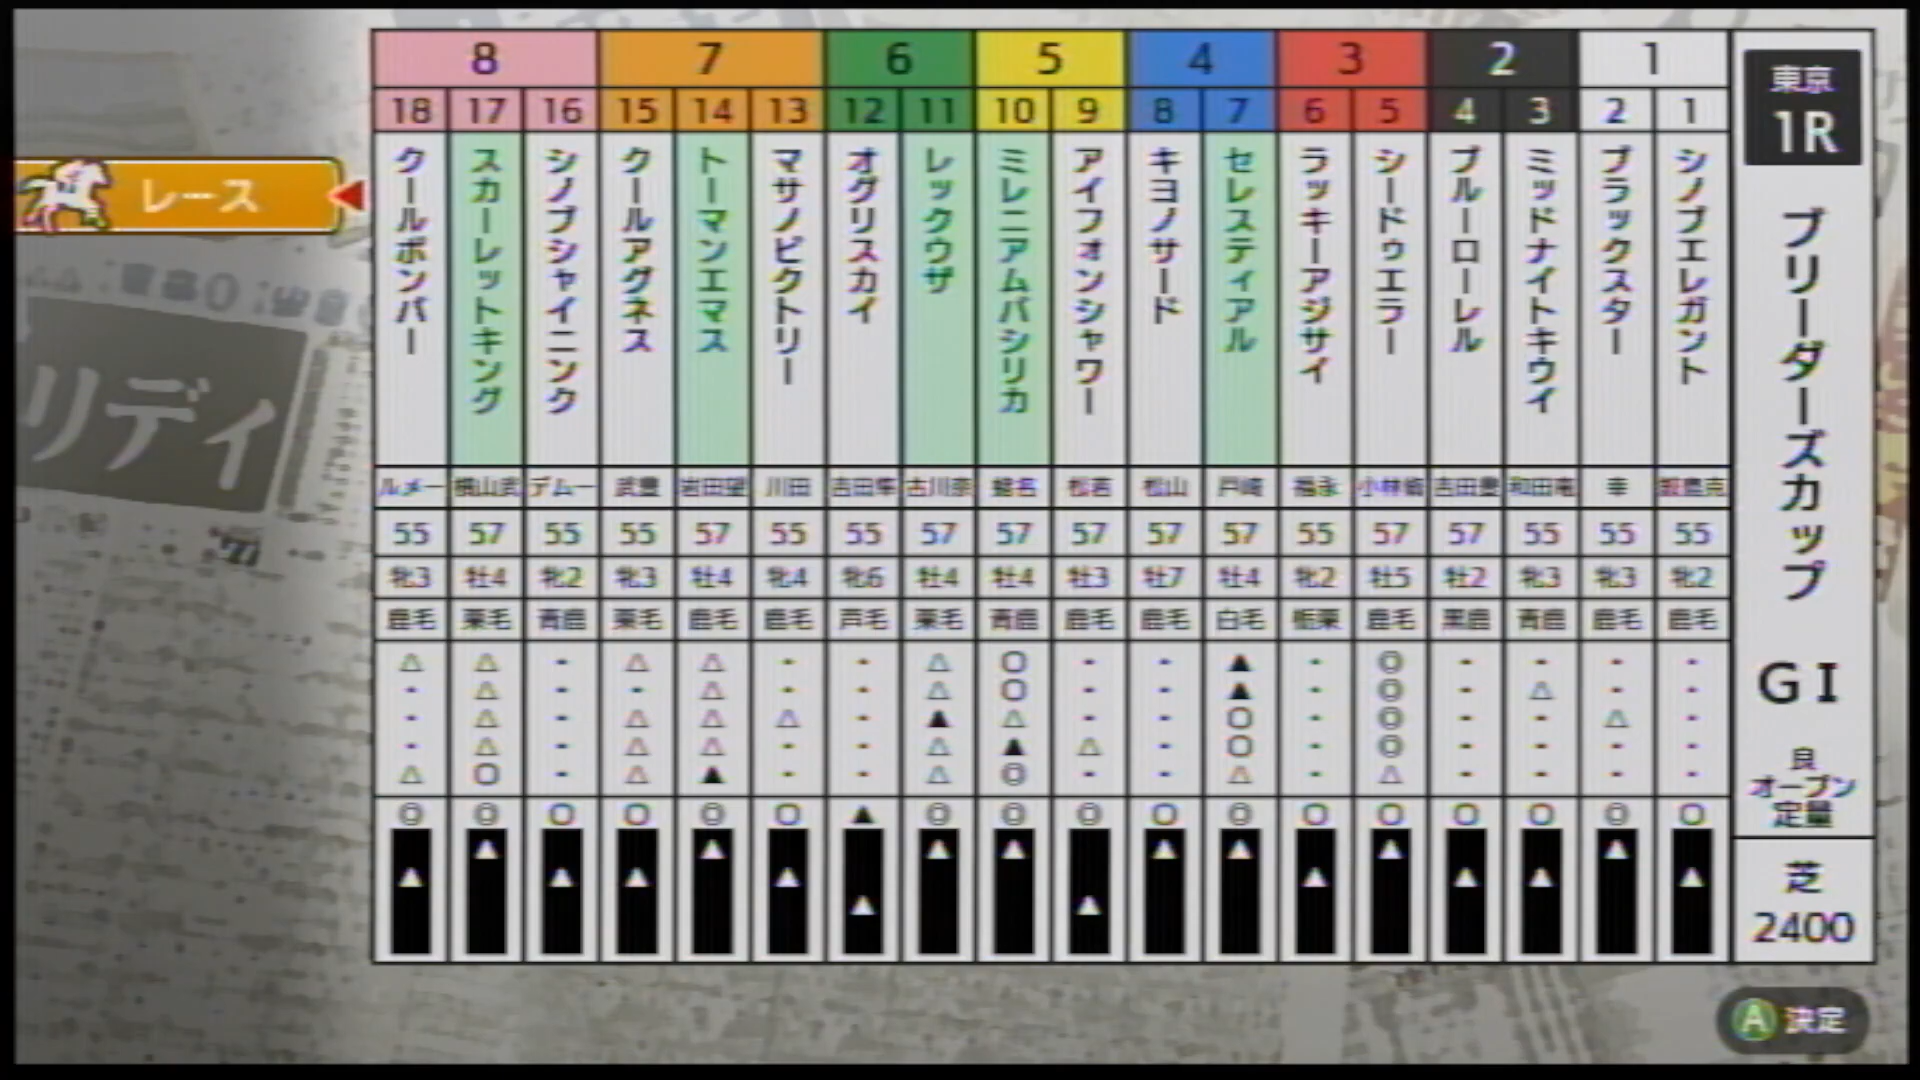 レース
リディ
8 7 6 5 4 3 2 1
18 17 16 15 14 13 12 11 10 9 8 7 6 5 4 3 2 1
東京
1R
ブリーダーズカップ
GI
良
オープン
定量
芝
2400
シノブエレガント
ブラックスター
ミッドナイトキウイ
ブルーローレル
シードゥエラー
ラッキーアジサイ
セレスティアル
キヨノサード
アイフォンシャワー
ミレニアムバシリカ
レックウザ
オグリスカイ
マサノビクトリー
トーマンエマス
クールアグネス
シノブシャイニンク
スカーレットキング
クールボンバー
ルメー 横山武 デムー 武豊 岩田望 川田 吉田隼 古川奈 蛯名 松若 松山 戸崎 福永 吉田豊 和田竜 幸
55 57 55 55 57 55 55 57 57 57 57 57 55 57 57 55 55 55
牝3 牡4 牝2 牝3 牡4 牝4 牝6 牡4 牡4 牡3 牡7 牡4 牝2 牡5 牡2 牝3 牝3 牝2
鹿毛 栗毛 青鹿 栗毛 鹿毛 鹿毛 芦毛 栗毛 青鹿 鹿毛 鹿毛 白毛 栃栗 鹿毛 黒鹿 青鹿 鹿毛 鹿毛
A 決定